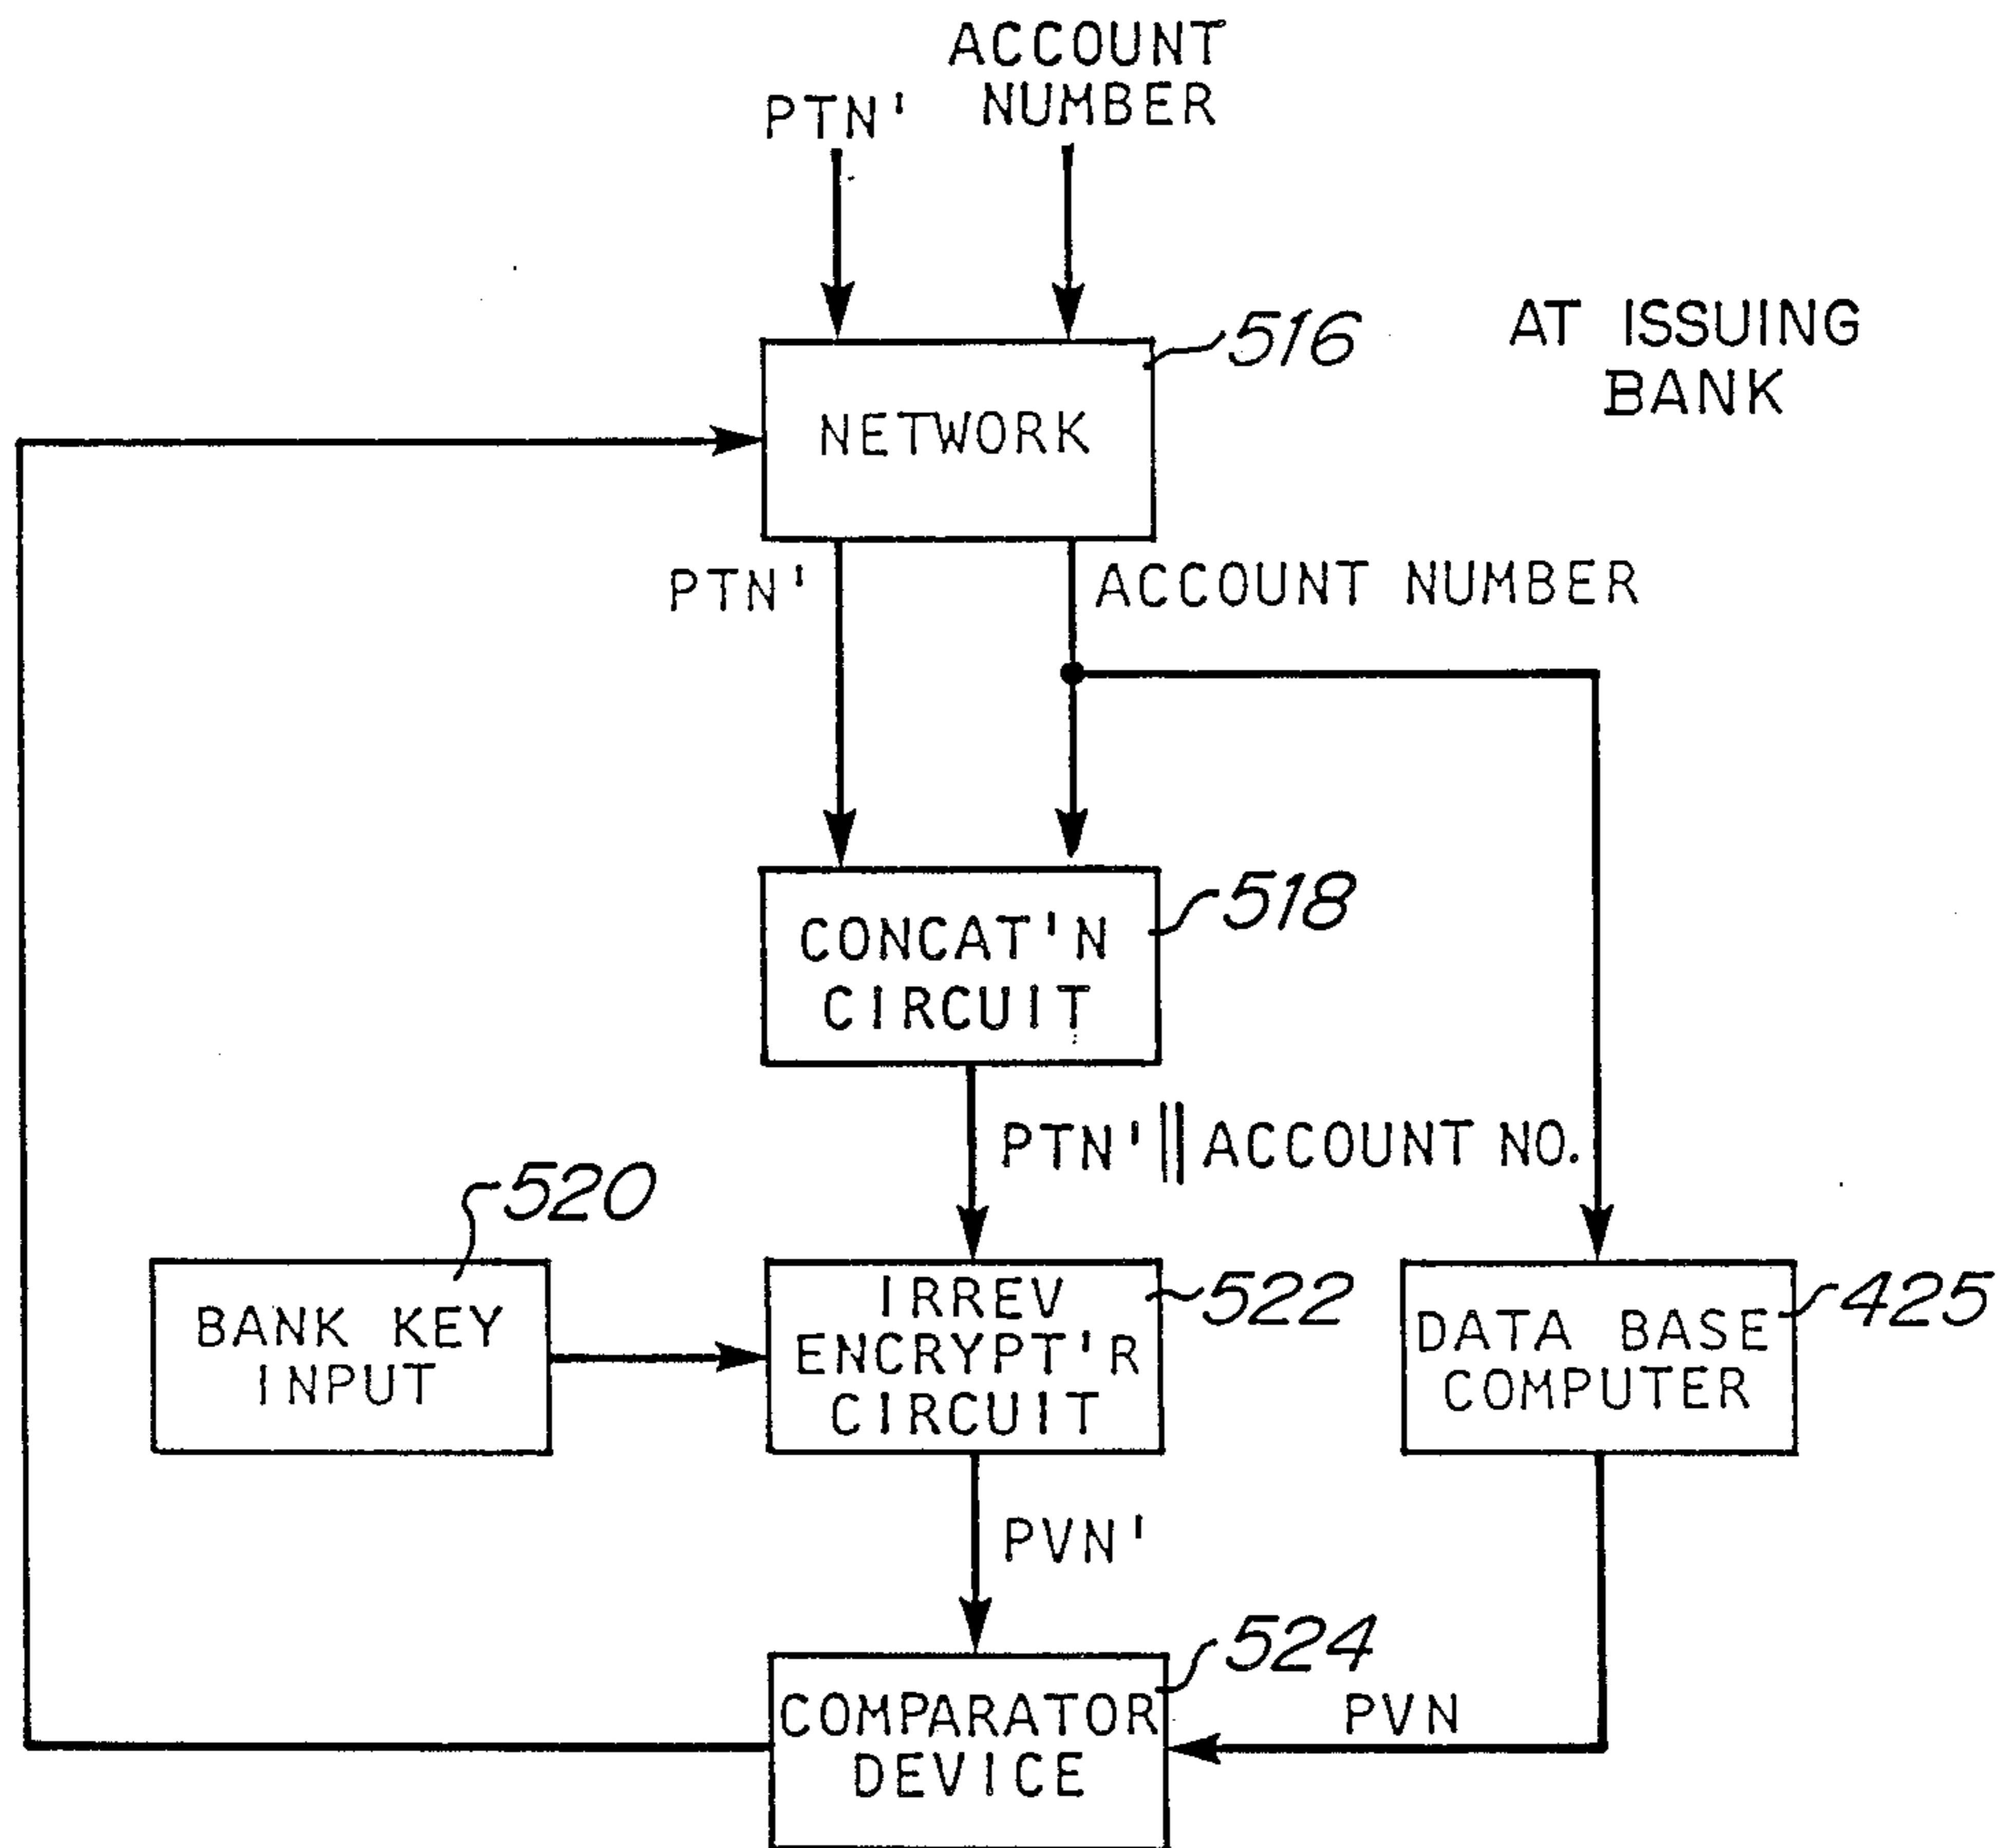 ACCOUNT
NUMBER
PTN'
516
AT ISSUING
BANK
NETWORK
PTN'
ACCOUNT NUMBER
518
CONCAT'N
CIRCUIT
PTN'||ACCOUNT NO.
520
BANK KEY
INPUT
IRREV
ENCRYPT'R
CIRCUIT
522
DATA BASE
COMPUTER
425
PVN'
524
COMPARATOR
DEVICE
PVN